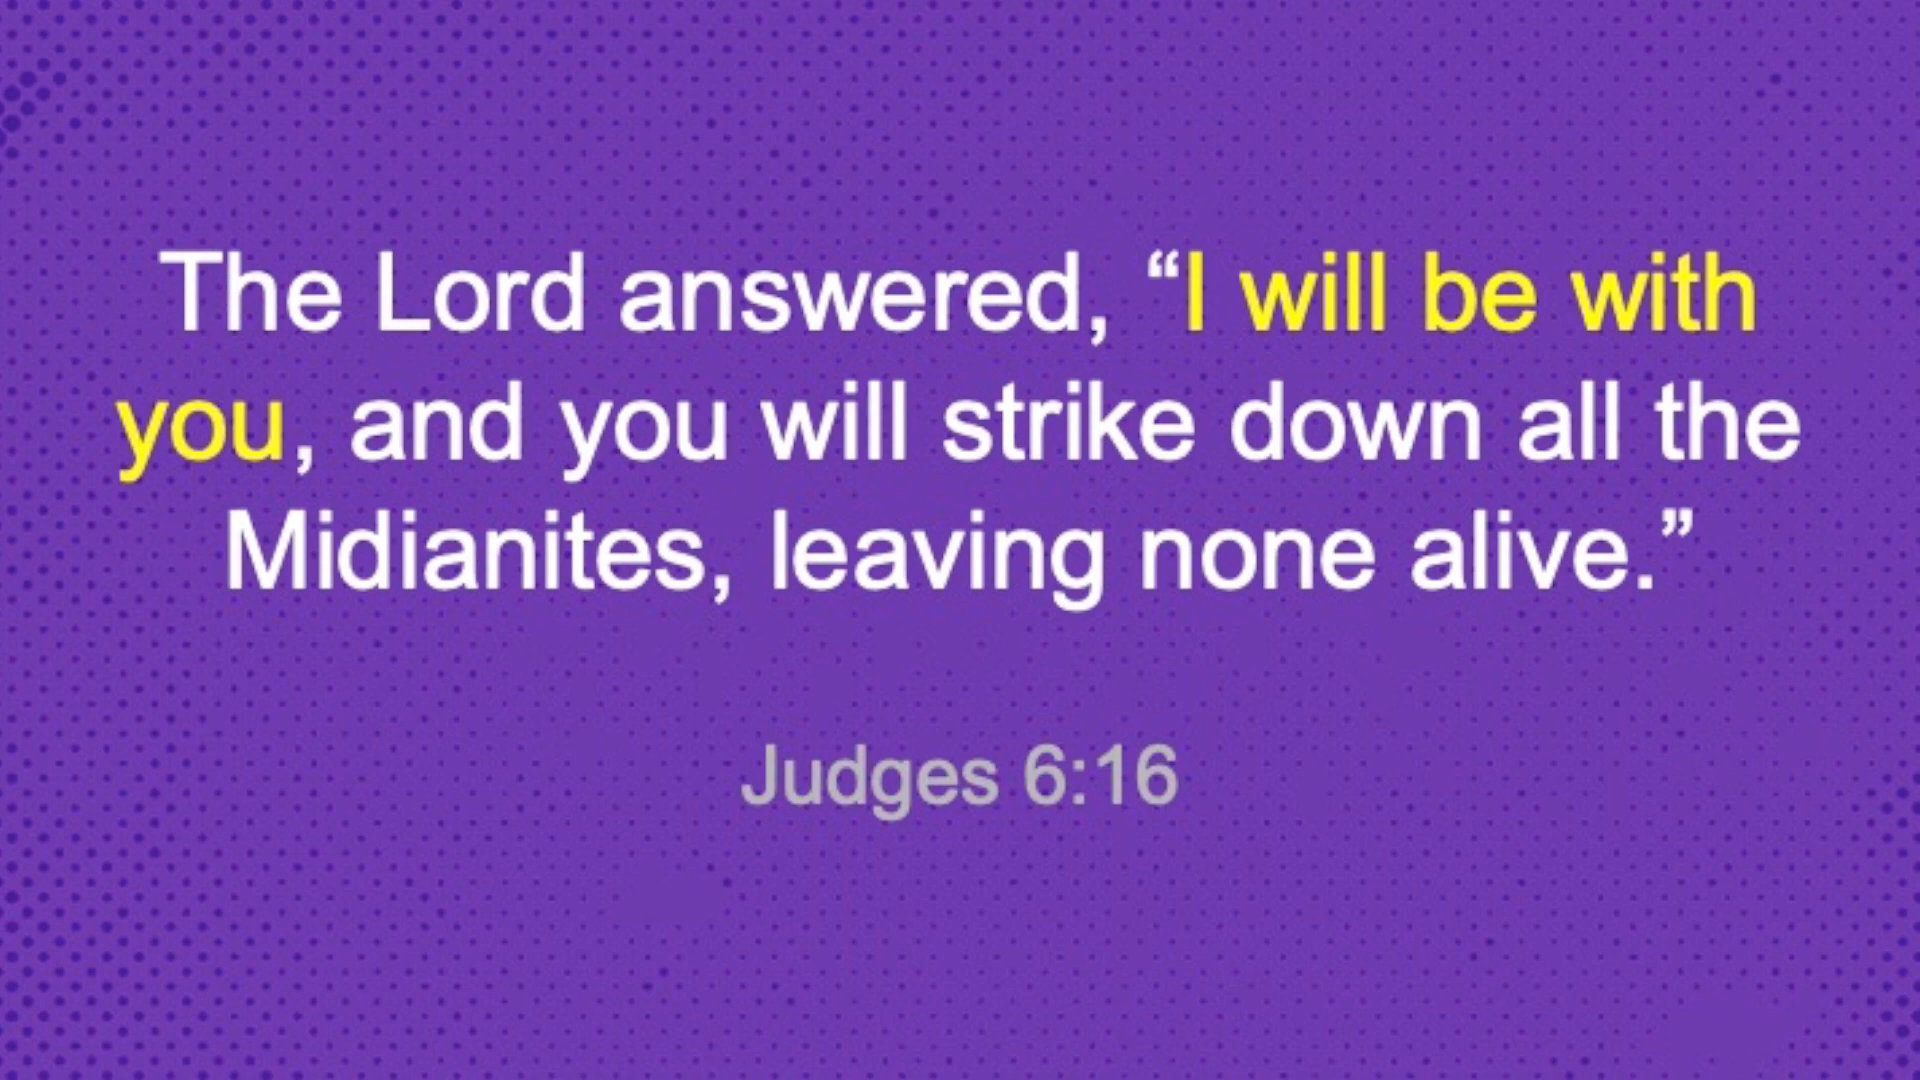 The Lord answered, “I will be with
you, and you will strike down all the
Midianites, leaving none alive.”
Judges 6:16